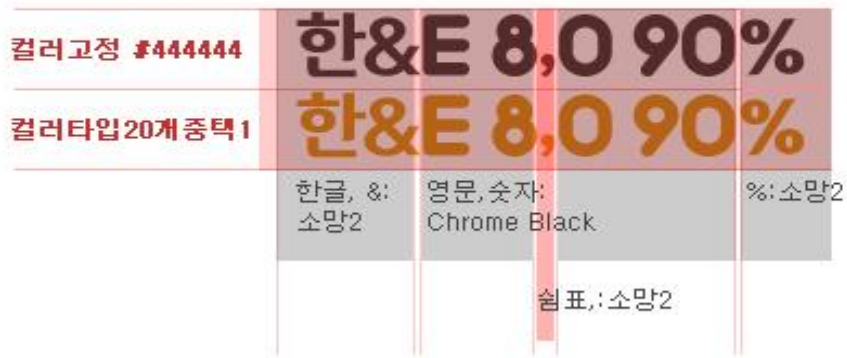 컬러고정 #444444
한&E 8,0 90%
컬러타입20개중택1
한&E 8,0 90%
한글, &:
소망2
영문,숫자:
Chrome Black
%:소망2
쉼표,:소망2